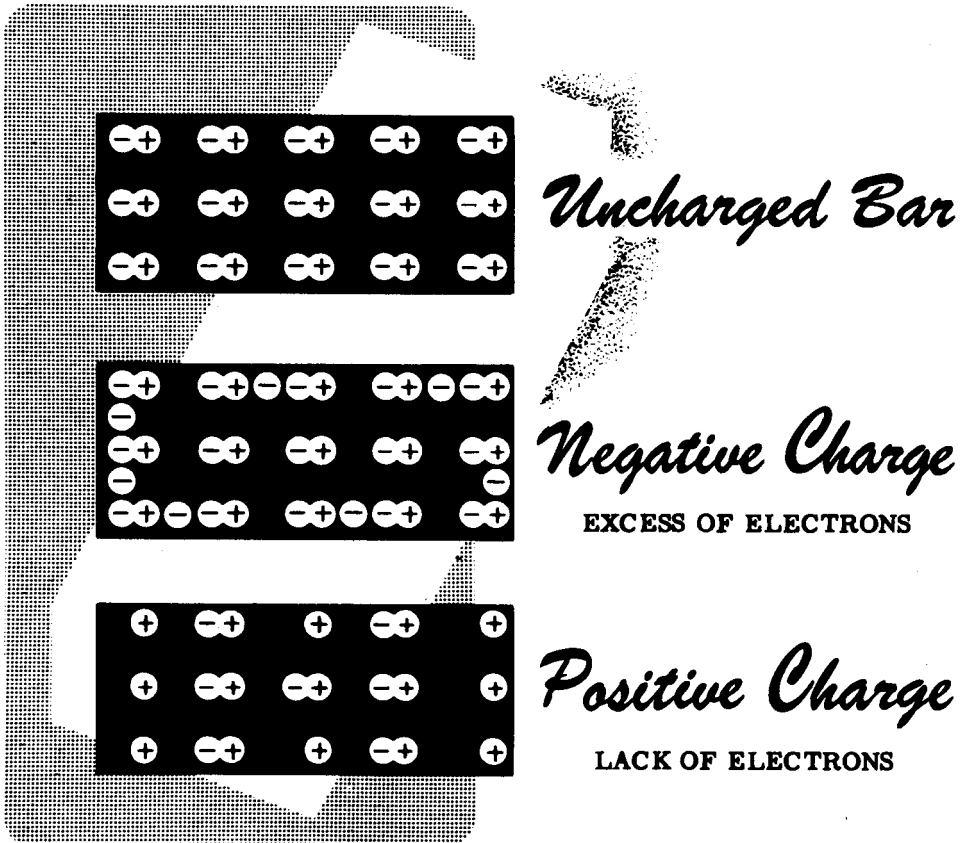 Uncharged Bar
Negative Charge
EXCESS OF ELECTRONS
Positive Charge
LACK OF ELECTRONS